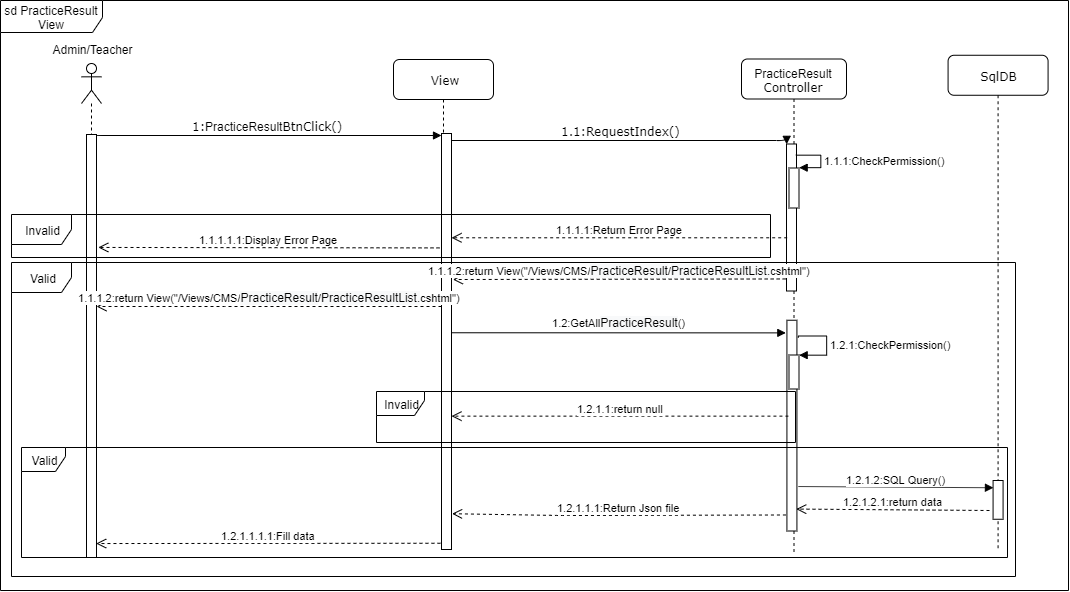 sd PracticeResult
View
Admin/Teacher
View
PracticeResult
Controller
SqlDB
1:PracticeResultBtnClick()
1.1:RequestIndex()
1.1.1:CheckPermission()
Invalid
1.1.1.1:Return Error Page
1.1.1.1.1:Display Error Page
Valid
1.1.1.2:return View("/Views/CMS/PracticeResult/PracticeResultList.cshtml")
1.1.1.2:return View("/Views/CMS/PracticeResult/PracticeResultList.cshtml")
1.2:GetAllPracticeResult()
1.2.1:CheckPermission()
Invalid
1.2.1.1:return null
Valid
1.2.1.2:SQL Query()
1.2.1.2.1:return data
1.2.1.1.1:Return Json file
1.2.1.1.1.1:Fill data